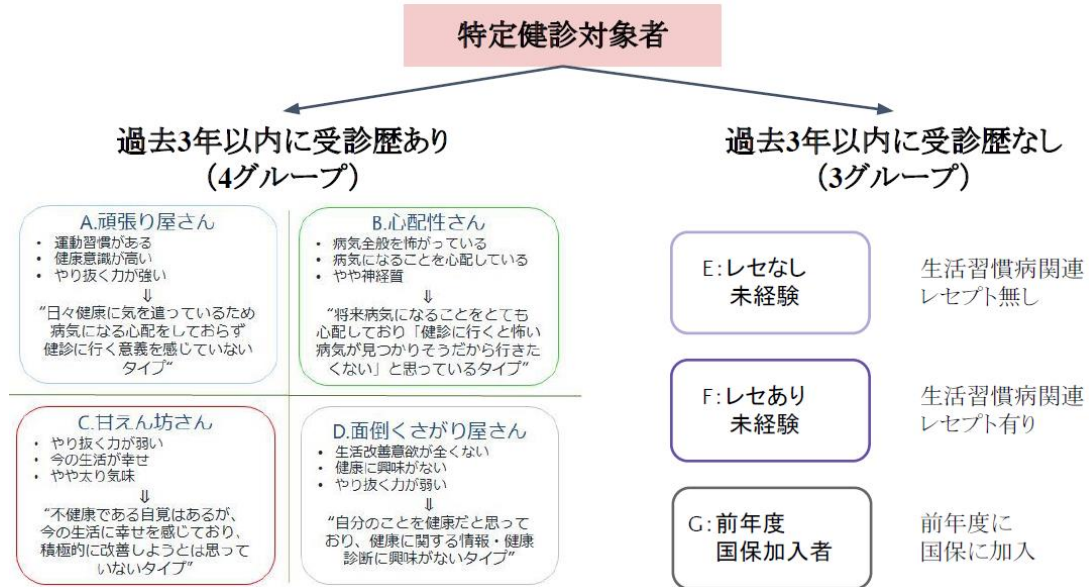 特定健診対象者
過去3年以内に受診歴あり
（4グループ）
A.頑張り屋さん
• 運動習慣がある
• 健康意識が高い
• やり抜く力が強い
⇓
“日々健康に気を遣っているため
病気になる心配をしておらず
健診に行く意義を感じていない
タイプ“
B.心配性さん
• 病気全般を怖がっている
• 病気になることを心配している
• やや神経質
⇓
“将来病気になることをとても
心配しており「健診に行くと怖い
病気が見つかりそうだから行きた
くない」と思っているタイプ”
C.甘えん坊さん
• やり抜く力が弱い
• 今の生活が幸せ
• やや太り気味
⇓
“不健康である自覚はあるが、
今の生活に幸せを感じており、
積極的に改善しようとは思って
いないタイプ”
D.面倒くさがり屋さん
• 生活改善意欲が全くない
• 健康に興味がない
• やり抜く力が弱い
⇓
“自分のことを健康だと思って
おり、健康に関する情報・健康
診断に興味がないタイプ”
過去3年以内に受診歴なし
（3グループ）
E：レセなし
未経験
生活習慣病関連
レセプト無し
F：レセあり
未経験
生活習慣病関連
レセプト有り
G：前年度
国保加入者
前年度に
国保に加入